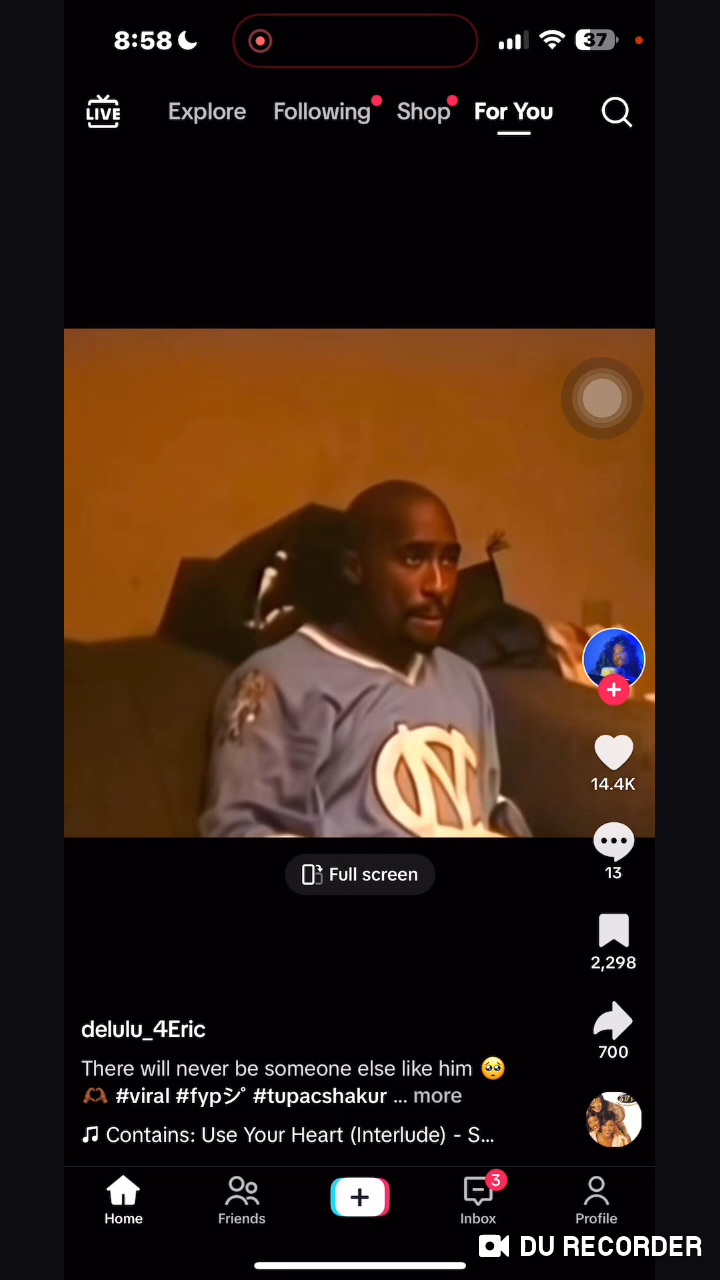 8:58
37
LIVE
Explore Following Shop For You
NC
14.4K
13
Full screen
2,298
delulu_4Eric
700
There will never be someone else like him 🥺
🫶🏾 #viral #fypシ゚ #tupacshakur ... more
Contains: Use Your Heart (Interlude) - S...
3
Home Friends Inbox Profile
DU RECORDER